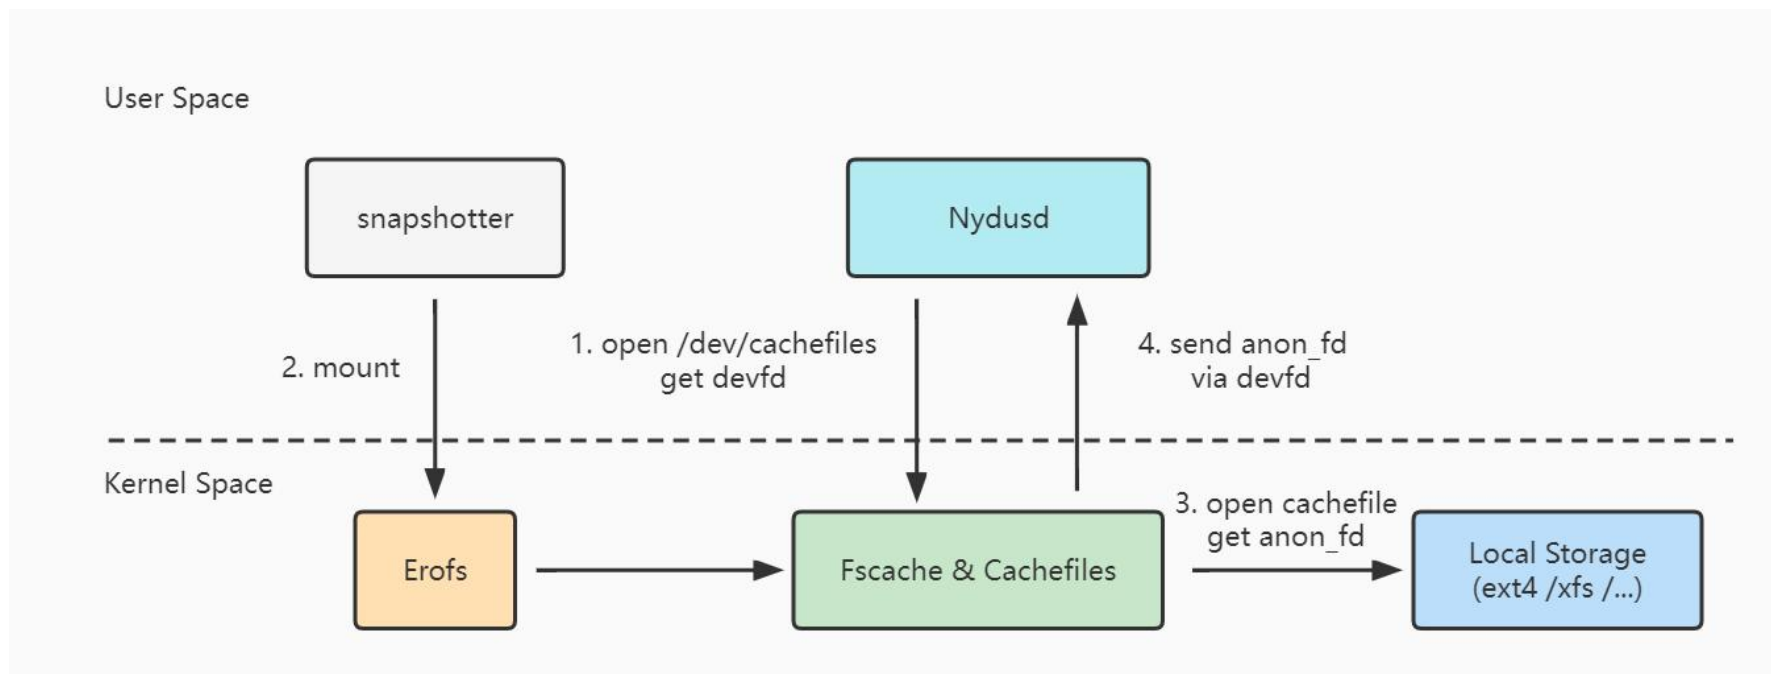 User Space
snapshotter
Nydusd
2. mount
1. open /dev/cachefiles
get devfd
4. send anon_fd
via devfd
Kernel Space
3. open cachefile
get anon_fd
Erofs
Fscache & Cachefiles
Local Storage
(ext4 /xfs /...)